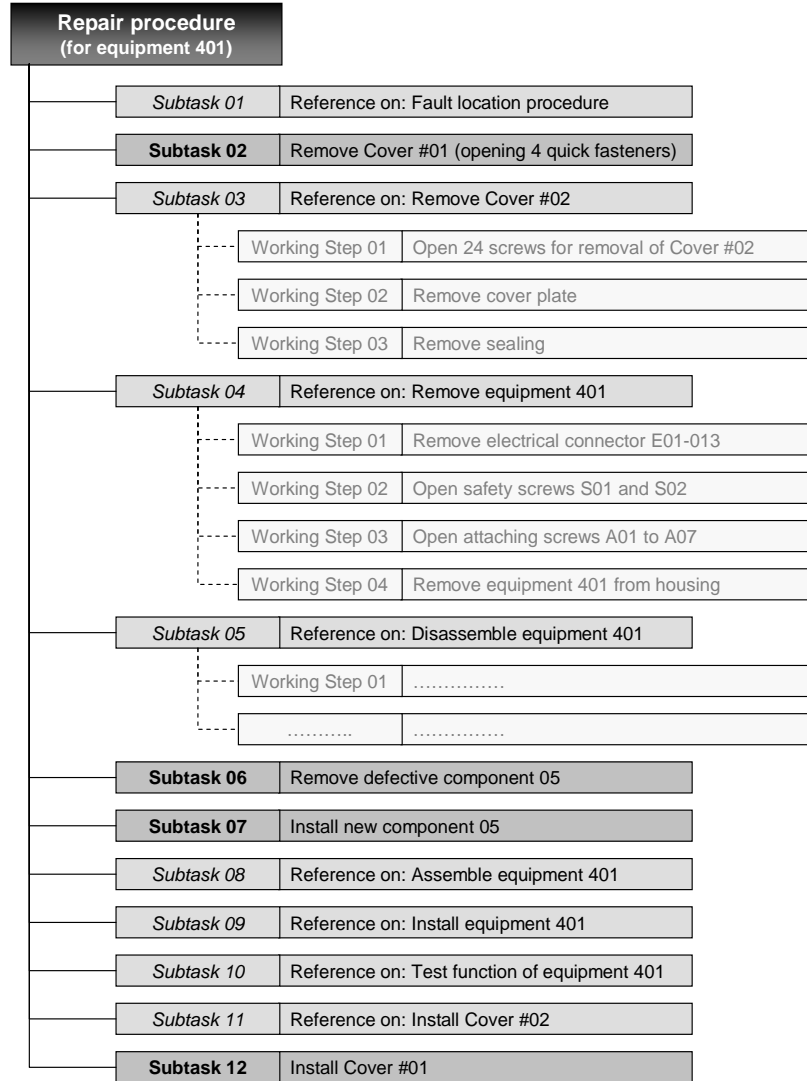 Repair procedure
(for equipment 401)
Subtask 01 Reference on: Fault location procedure
Subtask 02 Remove Cover #01 (opening 4 quick fasteners)
Subtask 03 Reference on: Remove Cover #02
Working Step 01 Open 24 screws for removal of Cover #02
Working Step 02 Remove cover plate
Working Step 03 Remove sealing
Subtask 04 Reference on: Remove equipment 401
Working Step 01 Remove electrical connector E01-013
Working Step 02 Open safety screws S01 and S02
Working Step 03 Open attaching screws A01 to A07
Working Step 04 Remove equipment 401 from housing
Subtask 05 Reference on: Disassemble equipment 401
Working Step 01 ……………
……….. ……………
Subtask 06 Remove defective component 05
Subtask 07 Install new component 05
Subtask 08 Reference on: Assemble equipment 401
Subtask 09 Reference on: Install equipment 401
Subtask 10 Reference on: Test function of equipment 401
Subtask 11 Reference on: Install Cover #02
Subtask 12 Install Cover #01